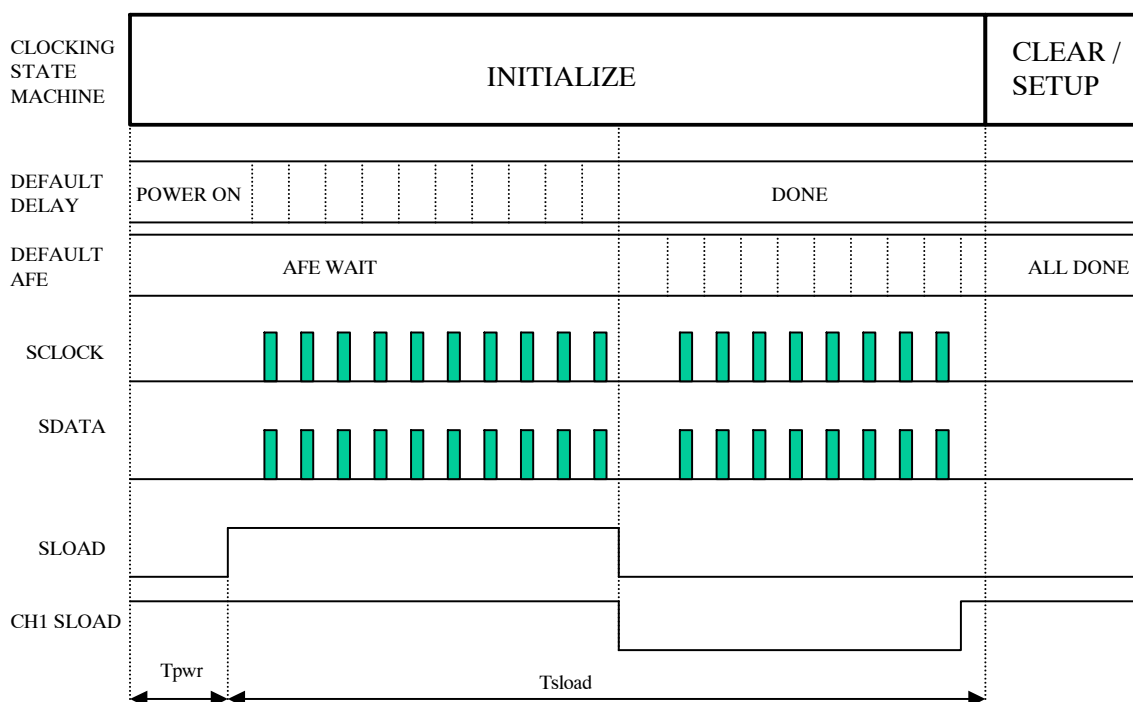 CLOCKING
STATE
MACHINE
INITIALIZE
CLEAR /
SETUP
DEFAULT
DELAY
POWER ON
DONE
DEFAULT
AFE
AFE WAIT
ALL DONE
SCLOCK
SDATA
SLOAD
CH1 SLOAD
Tpwr
Tsload